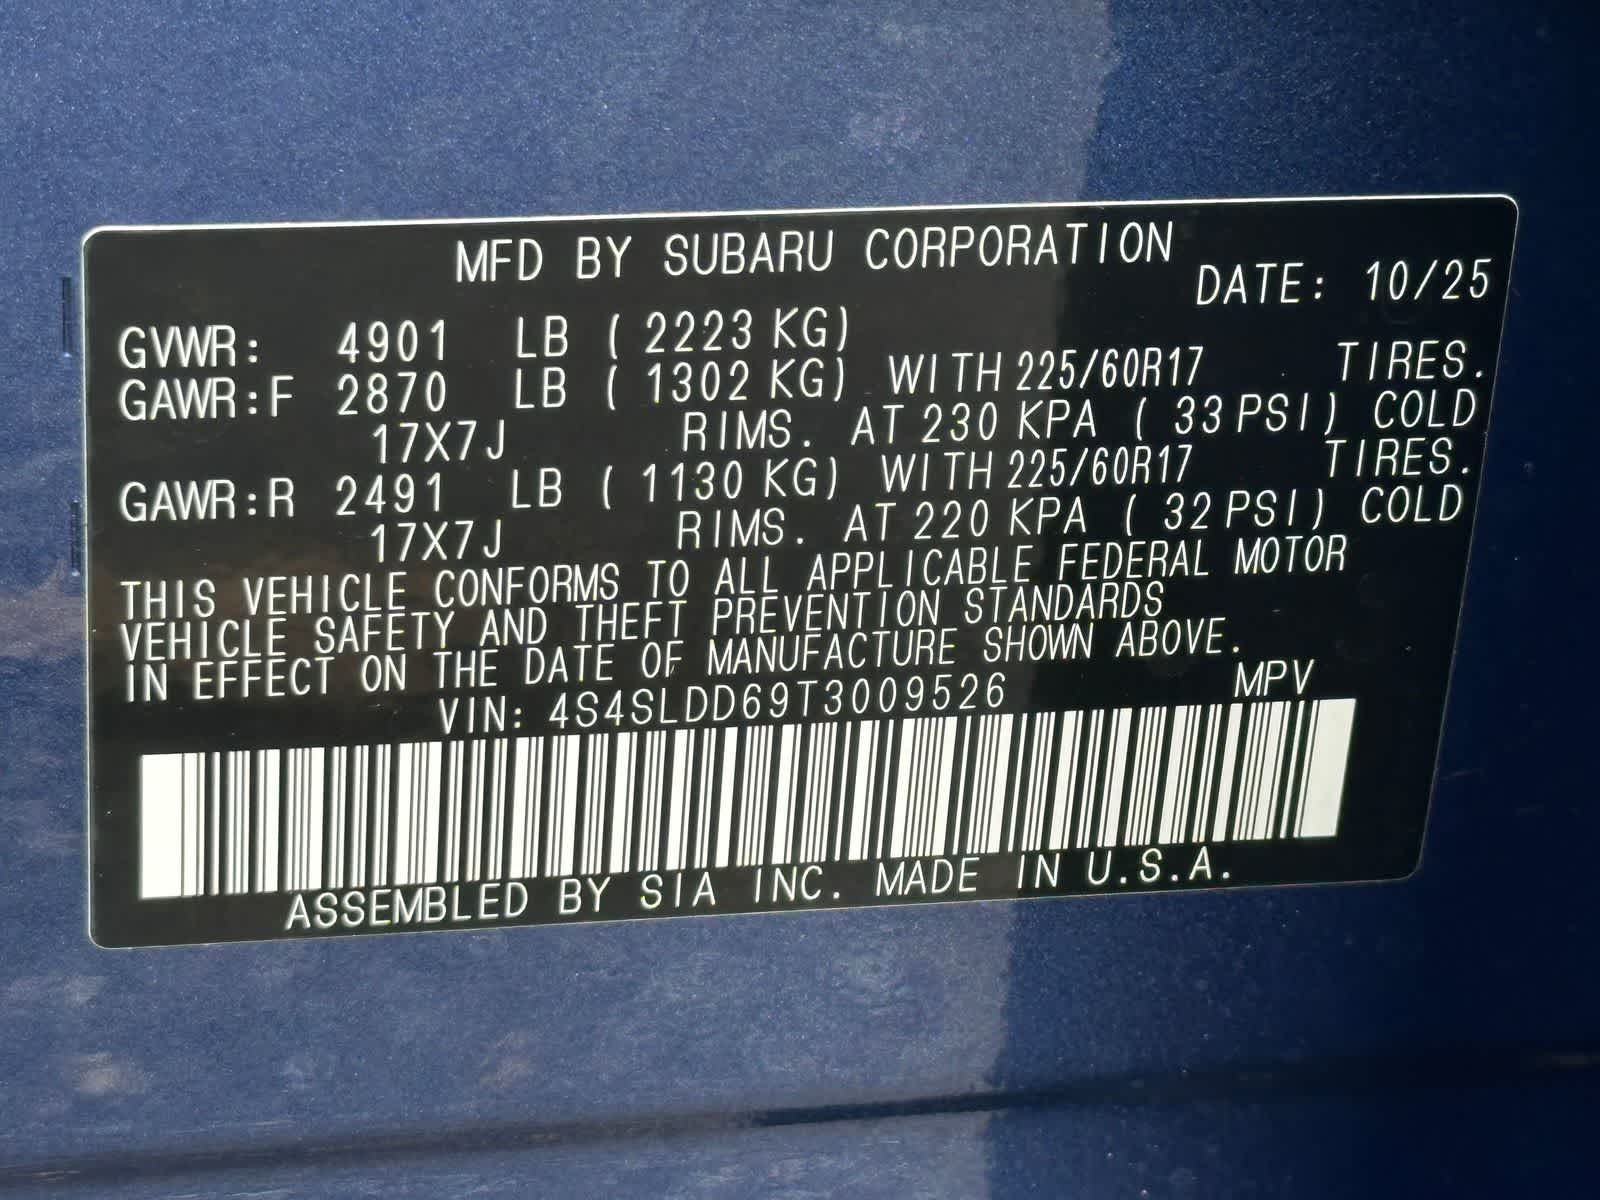 MFD BY SUBARU CORPORATION
DATE: 10/25
GVWR: 4901 LB ( 2223 KG)
GAWR:F 2870 LB ( 1302 KG) WITH 225/60R17 TIRES.
17X7J RIMS. AT 230 KPA ( 33 PSI) COLD
GAWR:R 2491 LB ( 1130 KG) WITH 225/60R17 TIRES.
17X7J RIMS. AT 220 KPA ( 32 PSI) COLD
THIS VEHICLE CONFORMS TO ALL APPLICABLE FEDERAL MOTOR
VEHICLE SAFETY AND THEFT PREVENTION STANDARDS
IN EFFECT ON THE DATE OF MANUFACTURE SHOWN ABOVE.
VIN: 4S4SLDD69T3009526 MPV
ASSEMBLED BY SIA INC. MADE IN U.S.A.